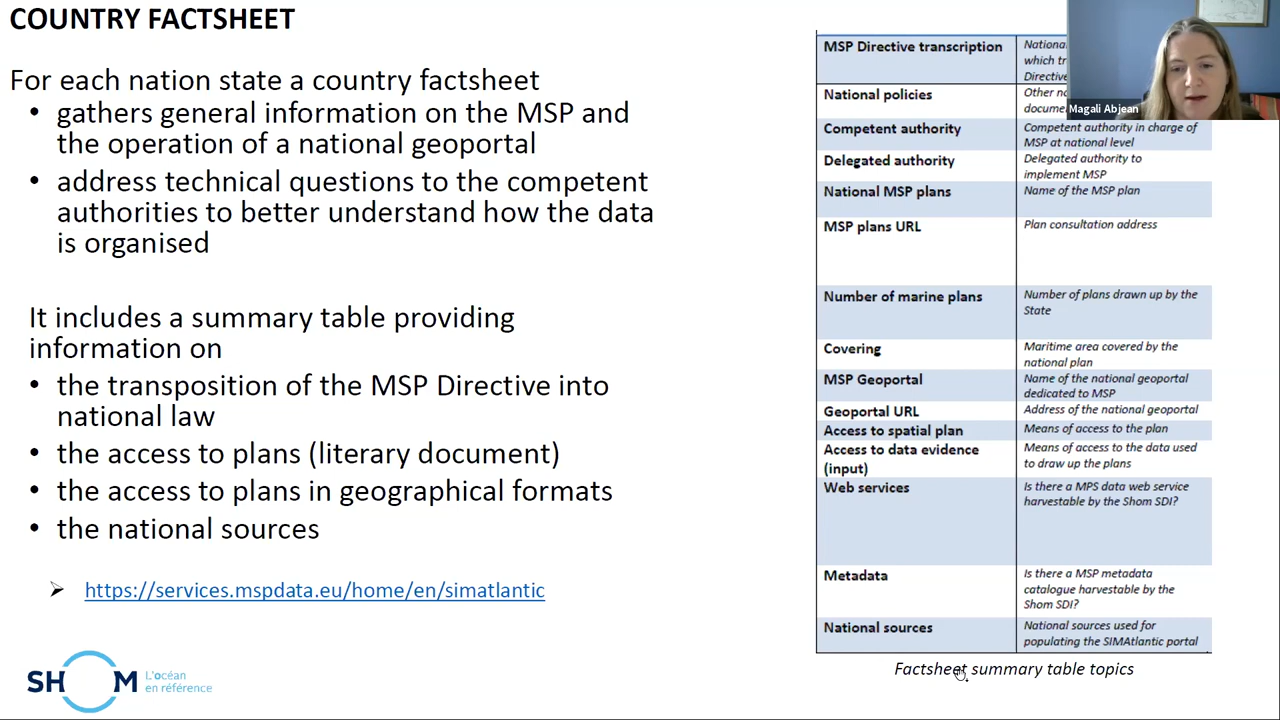 COUNTRY FACTSHEET
For each nation state a country factsheet
• gathers general information on the MSP and
the operation of a national geoportal
• address technical questions to the competent
authorities to better understand how the data
is organised
It includes a summary table providing
information on
• the transposition of the MSP Directive into
national law
• the access to plans (literary document)
• the access to plans in geographical formats
• the national sources
https://services.mspdata.eu/home/en/simatlantic
SHOM
L'océan
en référence
MSP Directive transcription
which
National policies
Other
Competent authority
Competent authority in charge of
MSP at national level
Delegated authority
Delegated authority to
implement MSP
National MSP plans
Name of the MSP plan
MSP plans URL
Plan consultation address
Number of marine plans
Number of plans drawn up by the
State
Covering
Maritime area covered by the
national plan
MSP Geoportal
Name of the national geoportal
dedicated to MSP
Geoportal URL
Address of the national geoportal
Access to spatial plan
Means of access to the plan
Access to data evidence
(input)
Means of access to the data used
to draw up the plans
Web services
Is there a MPS data web service
harvestable by the Shom SDI?
Metadata
Is there a MSP metadata
catalogue harvestable by the
Shom SDI?
National sources
National sources used for
populating the SIMAtlantic portal
Factsheet summary table topics
Magali Abjean